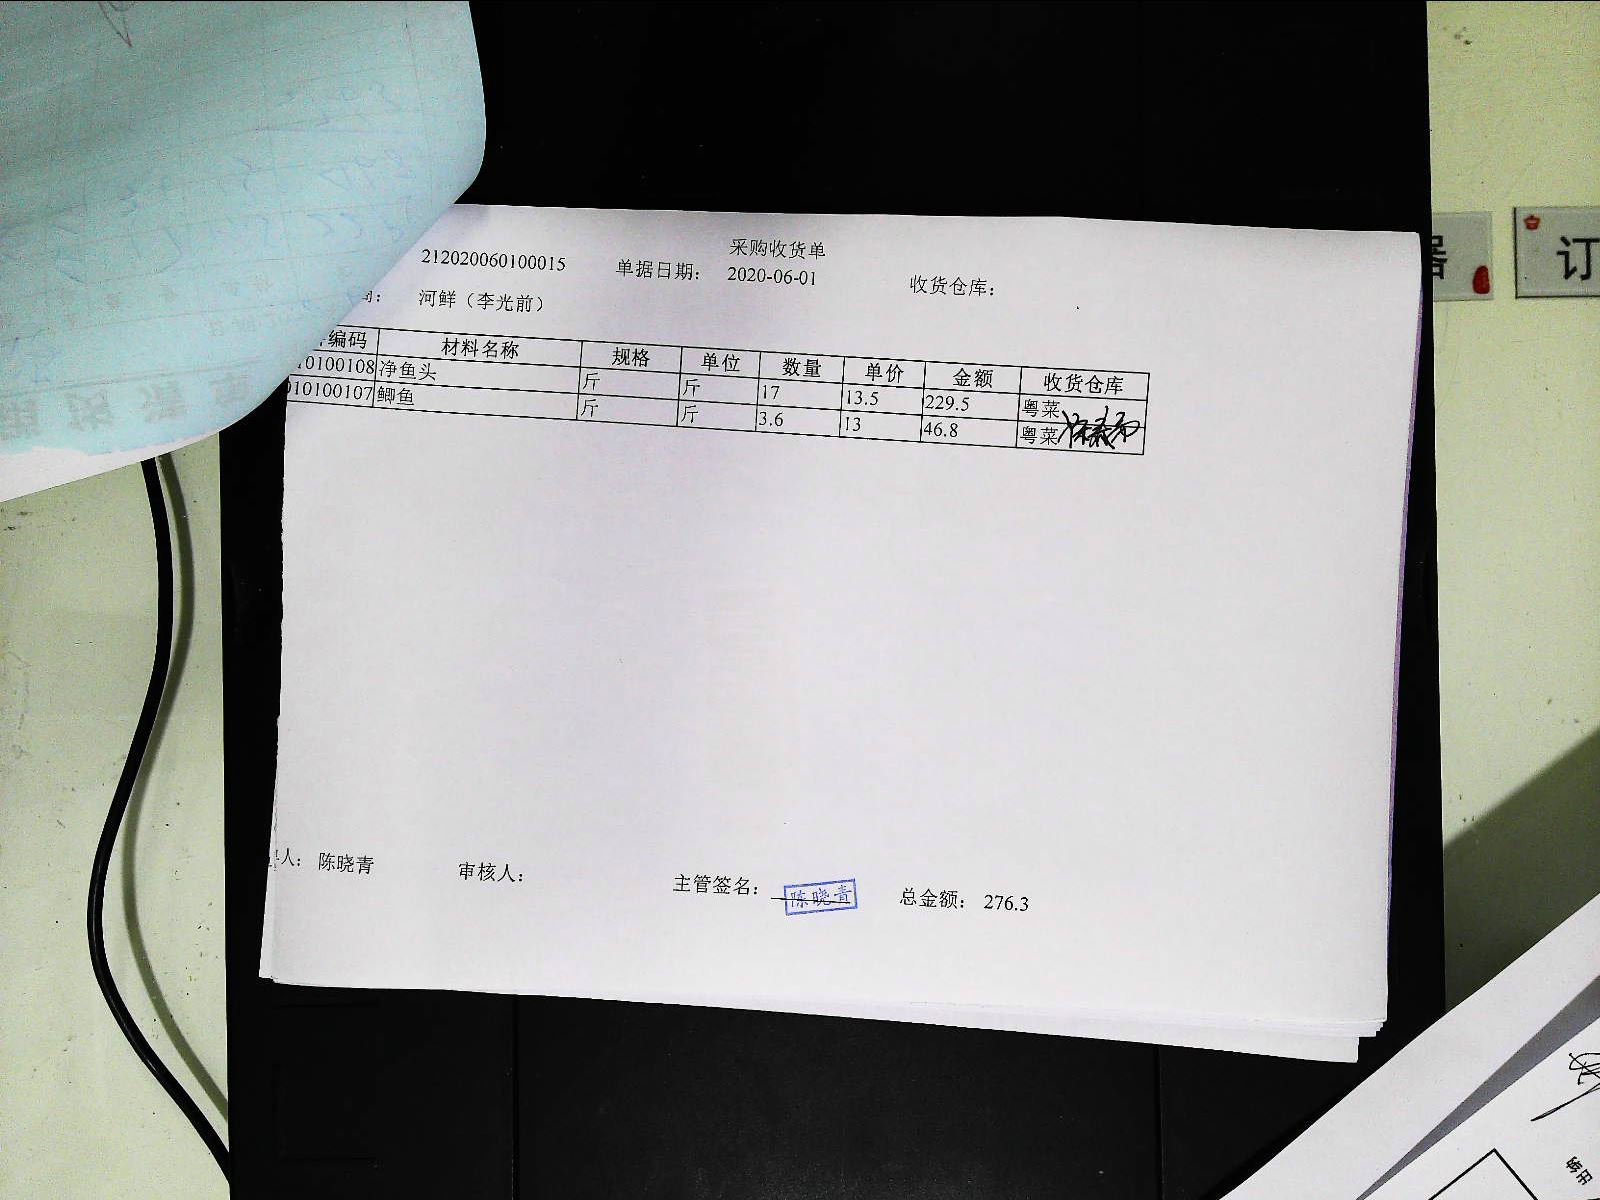 采购收货单
212020060100015 单据日期: 2020-06-01 收货仓库:
河鲜（李光前）
编码 材料名称 规格 单位 数量 单价 金额 收货仓库
10100108 净鱼头 斤 斤 17 13.5 229.5 粤菜
010100107 鲫鱼 斤 斤 3.6 13 46.8 粤菜
人: 陈晓青 审核人: 主管签名: 陈晓青 总金额: 276.3
订